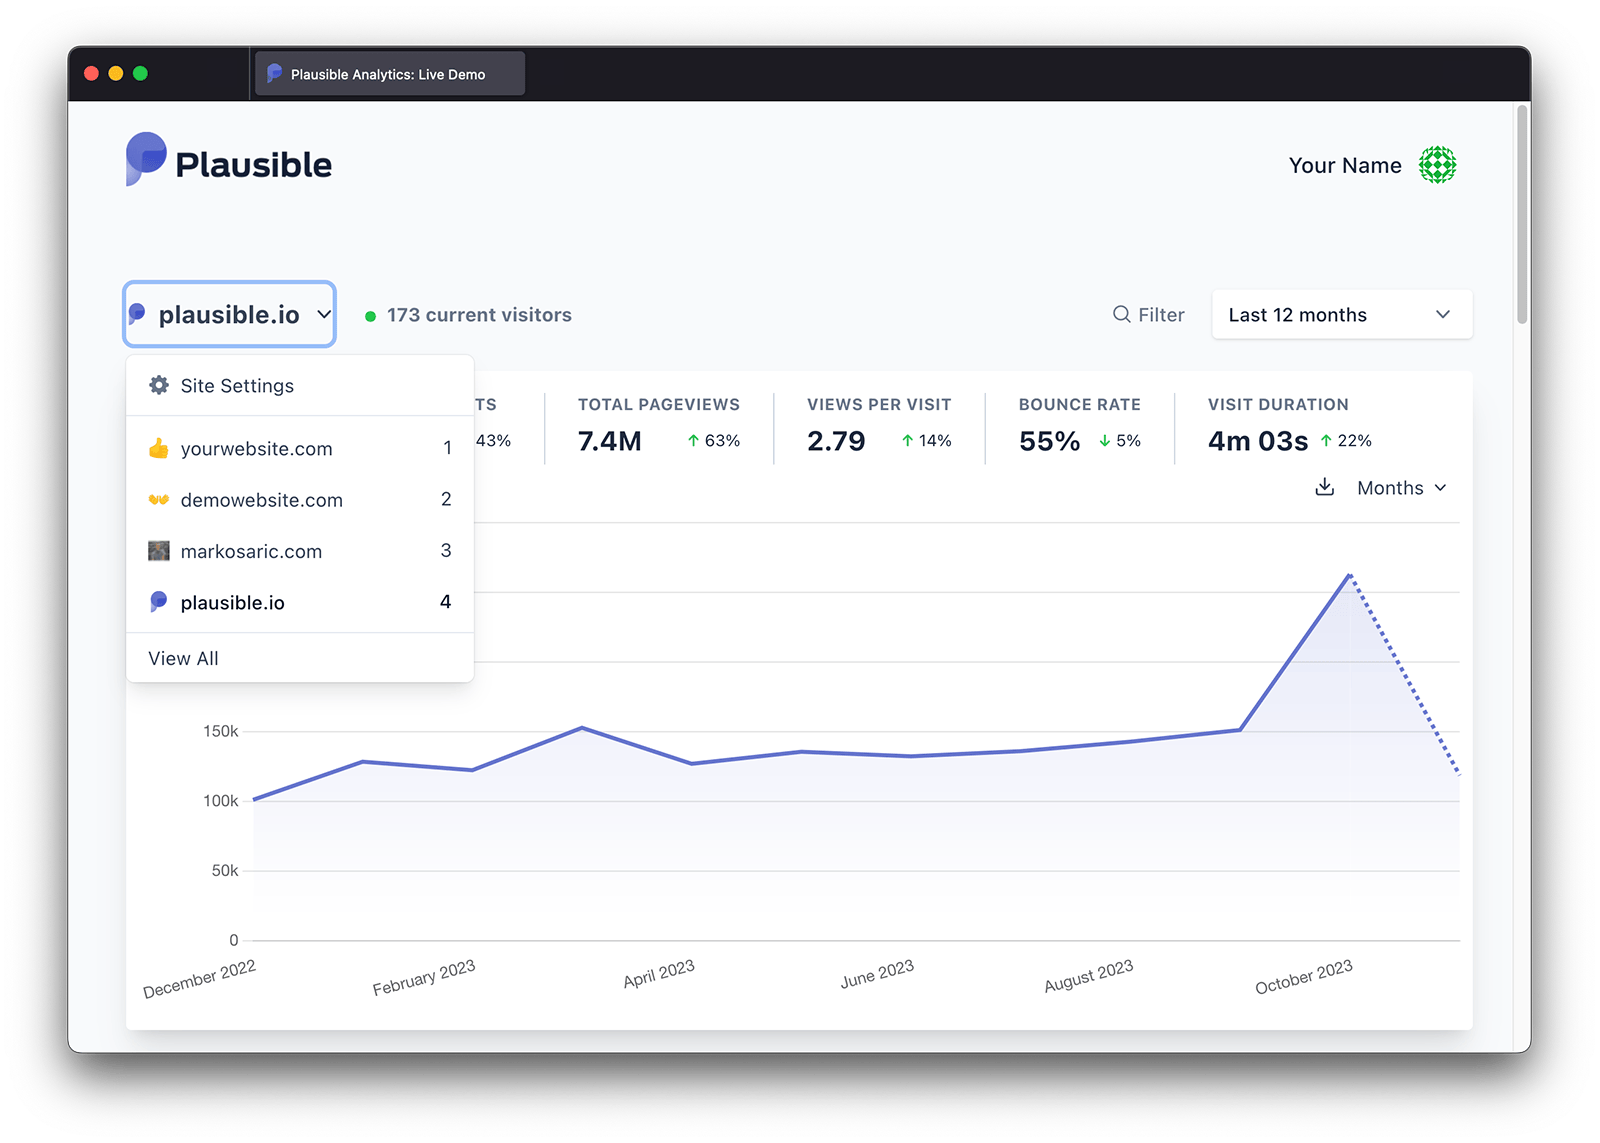 Plausible Analytics: Live Demo
Plausible
Your Name
plausible.io
173 current visitors
Filter
Last 12 months
Site Settings
yourwebsite.com 1
demowebsite.com 2
markosaric.com 3
plausible.io 4
View All
TS
43%
TOTAL PAGEVIEWS
7.4M ↑ 63%
VIEWS PER VISIT
2.79 ↑ 14%
BOUNCE RATE
55% ↓ 5%
VISIT DURATION
4m 03s ↑ 22%
Months
150k
100k
50k
0
December 2022
February 2023
April 2023
June 2023
August 2023
October 2023